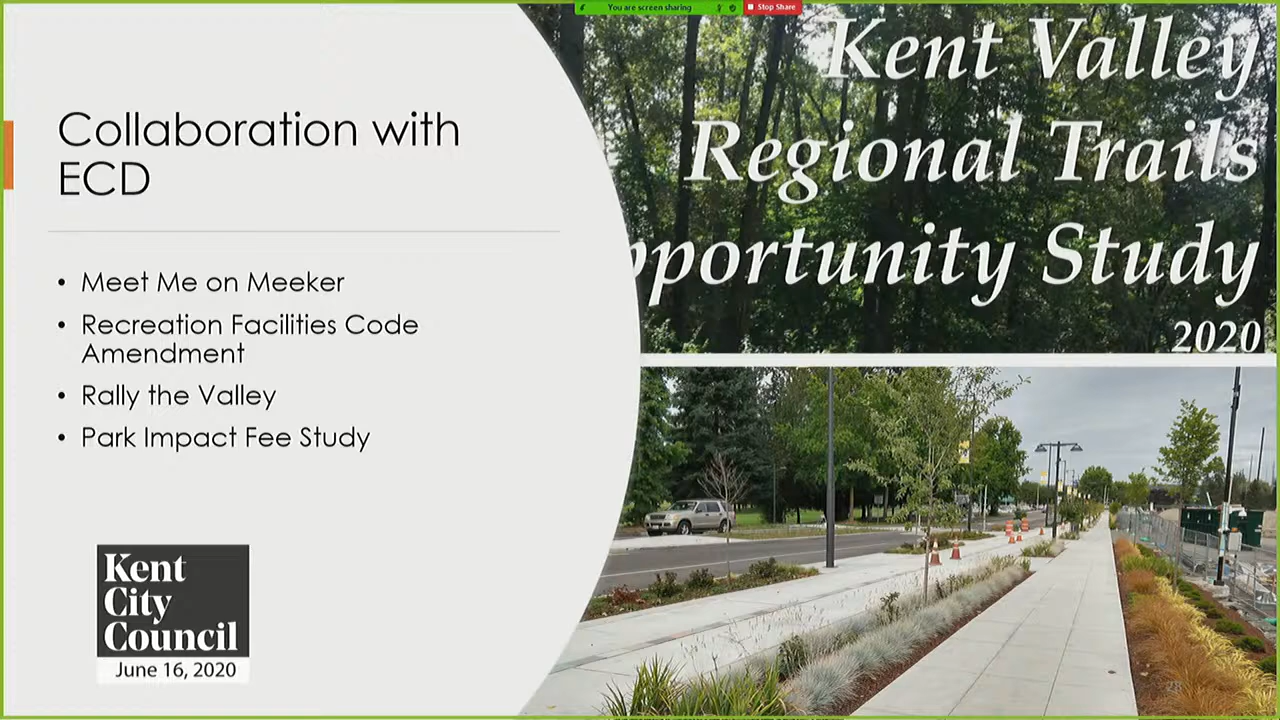 You are screen sharing
Stop Share
Collaboration with
ECD
• Meet Me on Meeker
• Recreation Facilities Code
Amendment
• Rally the Valley
• Park Impact Fee Study
Kent
City
Council
June 16, 2020
Kent Valley
Regional Trails
pportunity Study
2020
28